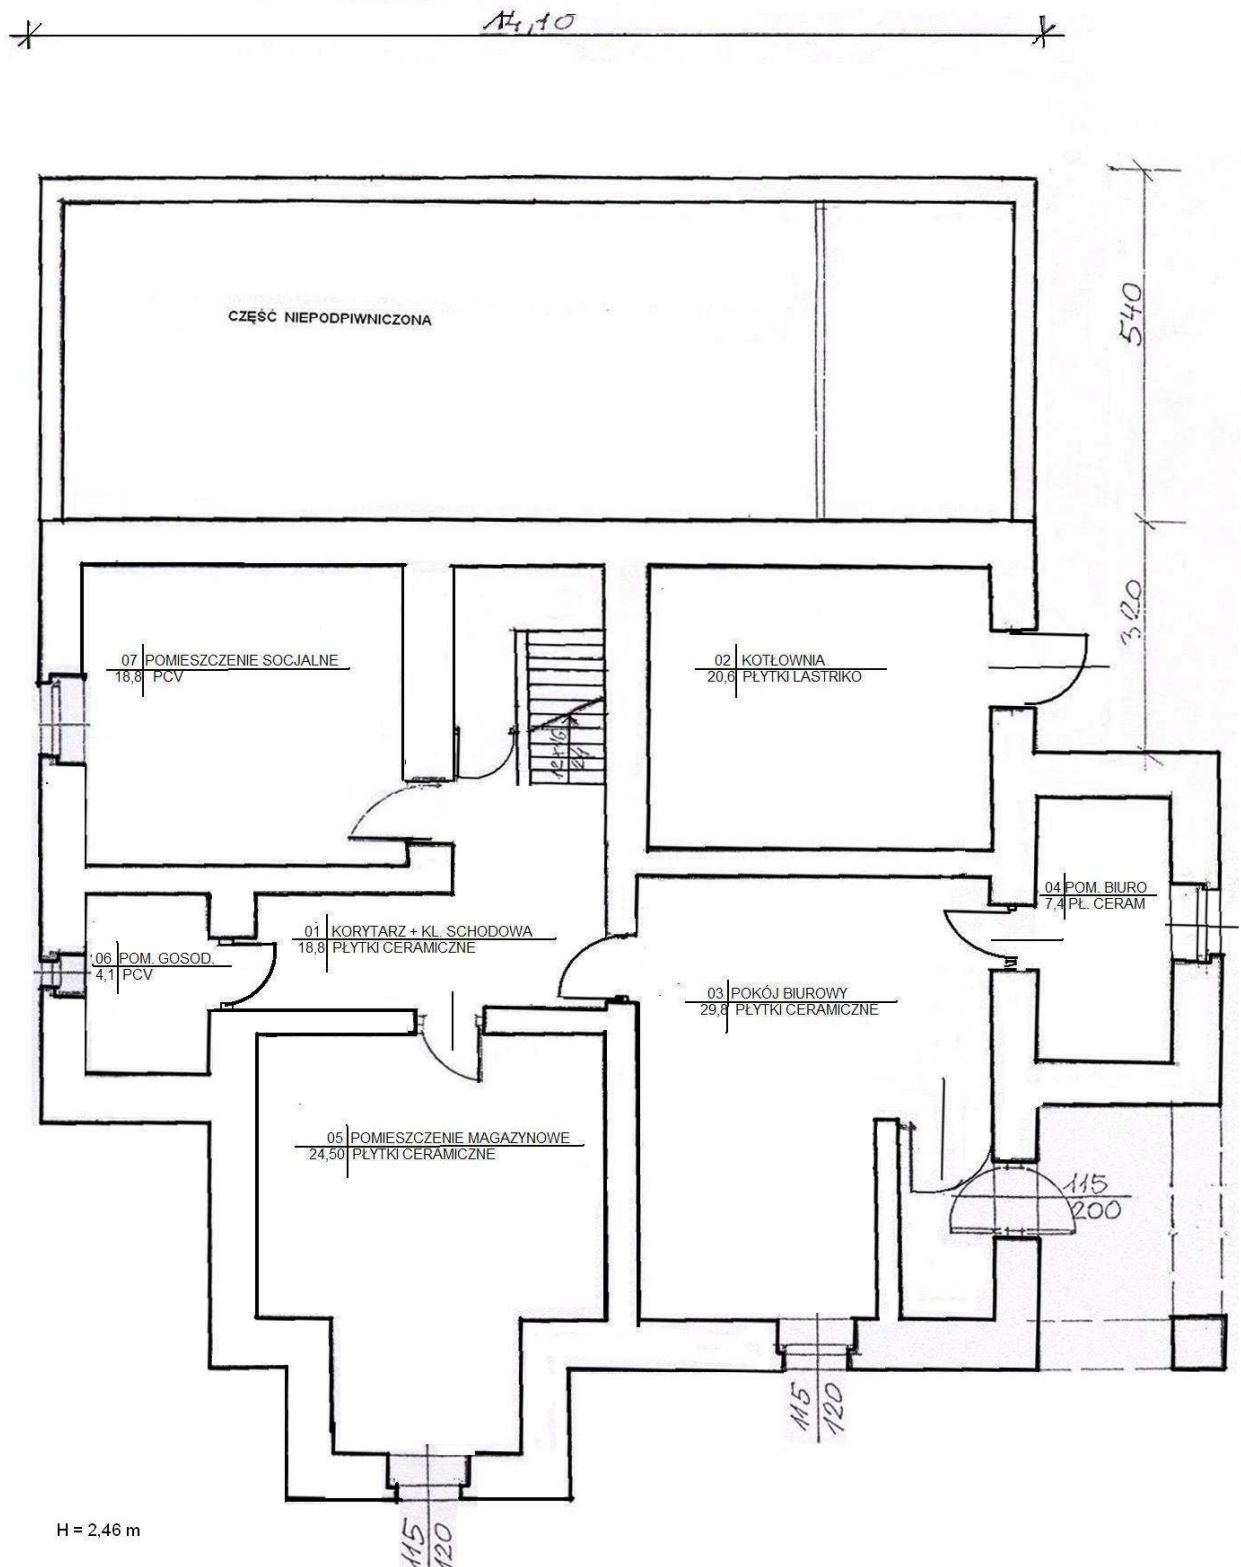 14,10
540
CZĘŚĆ NIEPODPIWNICZONA
320
07 POMIESZCZENIE SOCJALNE
18,8 PCV
02 KOTŁOWNIA
20,6 PŁYTKI LASTRIKO
12x16
24
04 POM. BIURO
7,4 PŁ. CERAM
01 KORYTARZ + KL. SCHODOWA
18,8 PŁYTKI CERAMICZNE
06 POM. GOSOD.
4,1 PCV
03 POKÓJ BIUROWY
29,8 PŁYTKI CERAMICZNE
05 POMIESZCZENIE MAGAZYNOWE
24,50 PŁYTKI CERAMICZNE
115
200
115
120
115
120
H = 2,46 m